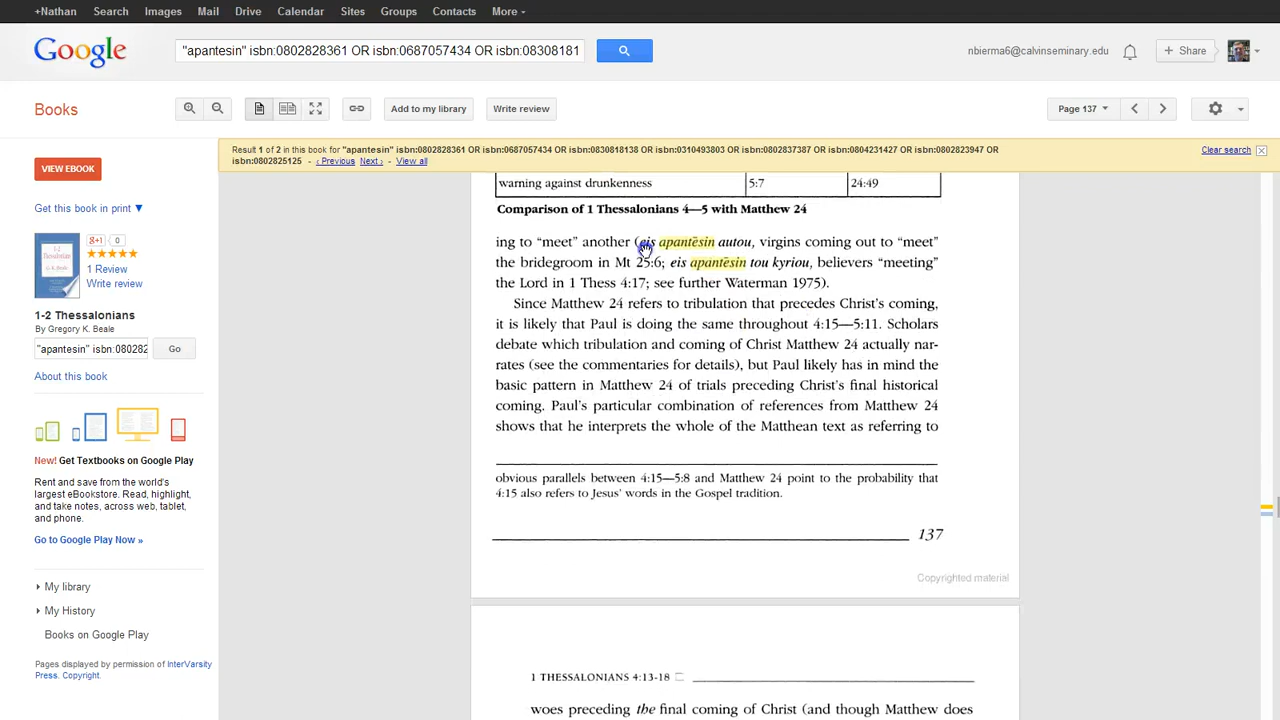 +Nathan Search Images Mail Drive Calendar Sites Groups Contacts More
Google
"apantesin" isbn:0802828361 OR isbn:0687057434 OR isbn:08308181
nbierma6@calvinseminary.edu
+ Share
Books
Add to my library
Write review
Page 137
Result 1 of 2 in this book for "apantesin" isbn:0802828361 OR isbn:0687057434 OR isbn:0830818138 OR isbn:0310493803 OR isbn:0802837387 OR isbn:0804231427 OR isbn:0802823947 OR
isbn:0802825125 - ‹ Previous Next › - View all
Clear search
VIEW EBOOK
Get this book in print ▼
g+1 0
★★★★★
1 Review
Write review
1-2 Thessalonians
By Gregory K. Beale
"apantesin" isbn:080282
Go
About this book
New! Get Textbooks on Google Play
Rent and save from the world's
largest eBookstore. Read, highlight,
and take notes, across web, tablet,
and phone.
Go to Google Play Now »
My library
My History
Books on Google Play
Pages displayed by permission of InterVarsity
Press. Copyright.
warning against drunkenness 5:7 24:49
Comparison of 1 Thessalonians 4—5 with Matthew 24
ing to “meet” another (eis apantēsin autou, virgins coming out to “meet”
the bridegroom in Mt 25:6; eis apantēsin tou kyriou, believers “meeting”
the Lord in 1 Thess 4:17; see further Waterman 1975).
Since Matthew 24 refers to tribulation that precedes Christ's coming,
it is likely that Paul is doing the same throughout 4:15—5:11. Scholars
debate which tribulation and coming of Christ Matthew 24 actually nar-
rates (see the commentaries for details), but Paul likely has in mind the
basic pattern in Matthew 24 of trials preceding Christ's final historical
coming. Paul's particular combination of references from Matthew 24
shows that he interprets the whole of the Matthean text as referring to
obvious parallels between 4:15—5:8 and Matthew 24 point to the probability that
4:15 also refers to Jesus' words in the Gospel tradition.
137
Copyrighted material
1 THESSALONIANS 4:13-18
woes preceding the final coming of Christ (and though Matthew does